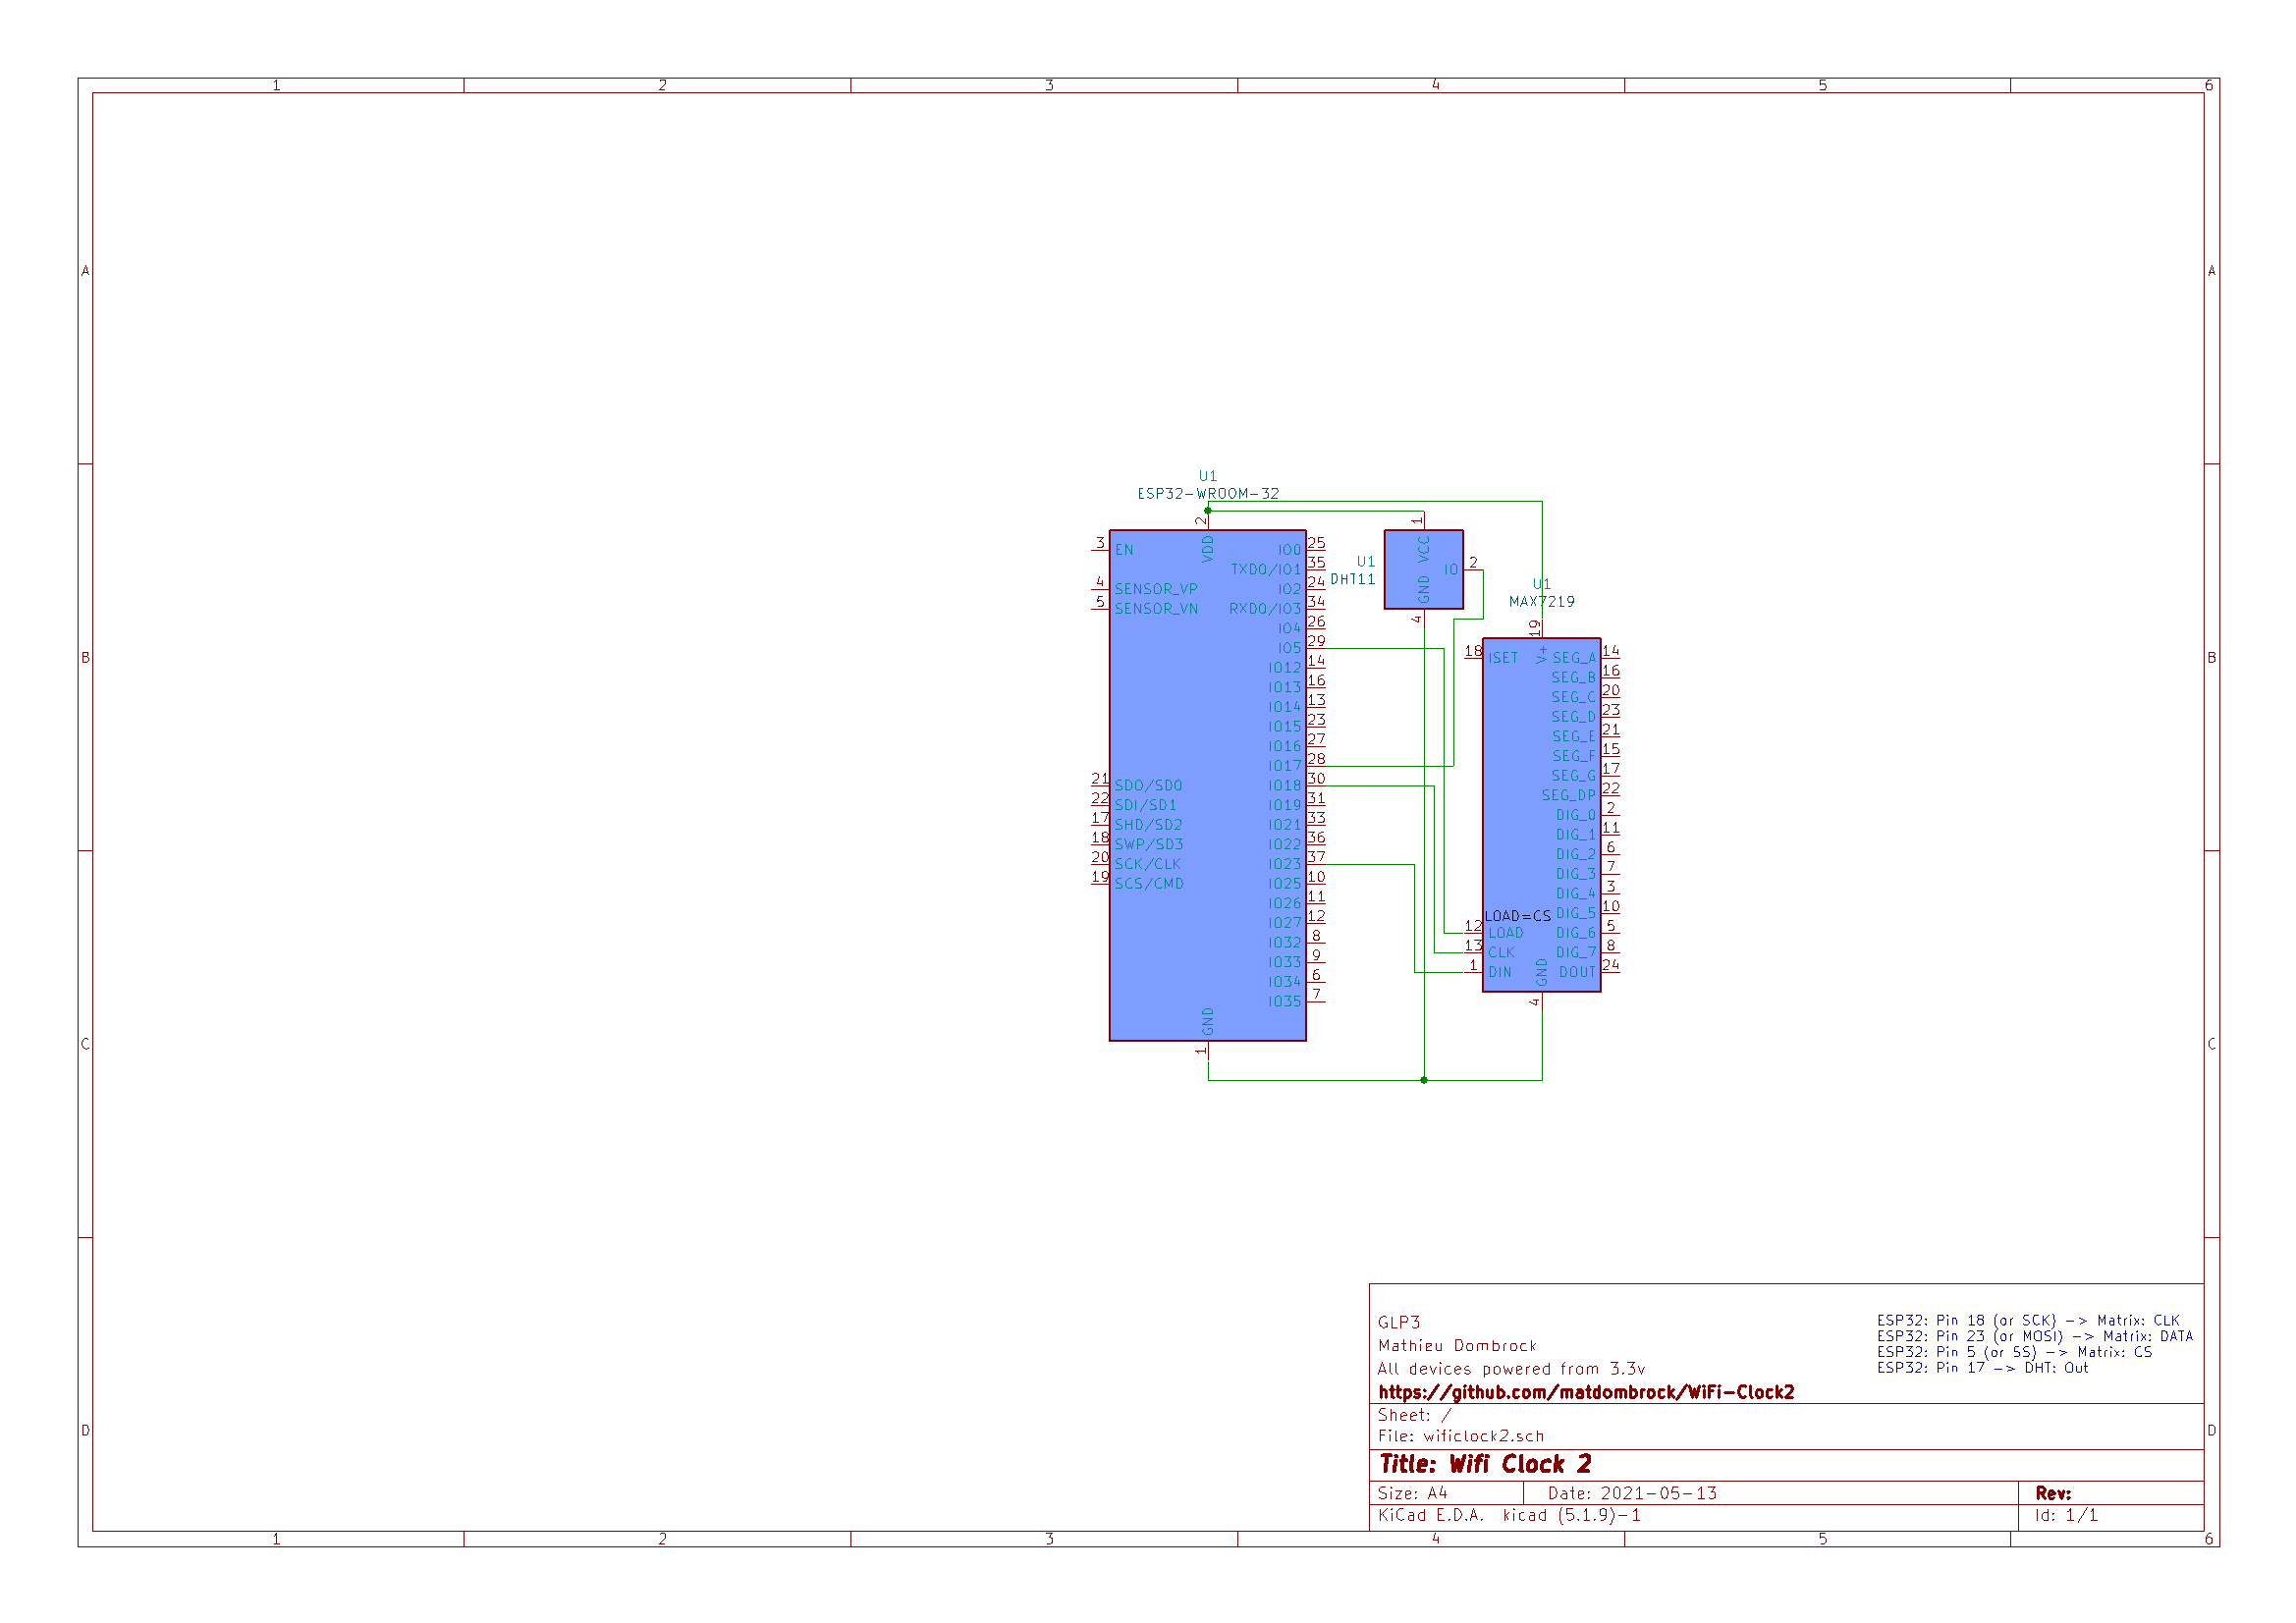 1 2 3 4 5 6
A A
B B
C C
D D
U1
ESP32-WROOM-32
2
VDD
3 EN
4 SENSOR_VP
5 SENSOR_VN
21 SDO/SD0
22 SDI/SD1
17 SHD/SD2
18 SWP/SD3
20 SCK/CLK
19 SCS/CMD
IO0 25
TXD0/IO1 35
IO2 24
RXD0/IO3 34
IO4 26
IO5 29
IO12 14
IO13 16
IO14 13
IO15 23
IO16 27
IO17 28
IO18 30
IO19 31
IO21 33
IO22 36
IO23 37
IO25 10
IO26 11
IO27 12
IO32 8
IO33 9
IO34 6
IO35 7
GND
1
U1
DHT11
1
VCC
IO 2
GND
4
U1
MAX7219
19
V+
18 ISET
LOAD=CS
12 LOAD
13 CLK
1 DIN
SEG_A 14
SEG_B 16
SEG_C 20
SEG_D 23
SEG_E 21
SEG_F 15
SEG_G 17
SEG_DP 22
DIG_0 2
DIG_1 11
DIG_2 6
DIG_3 7
DIG_4 3
DIG_5 10
DIG_6 5
DIG_7 8
DOUT 24
GND
4
GLP3
Mathieu Dombrock
All devices powered from 3.3v
https://github.com/matdombrock/WiFi-Clock2
ESP32: Pin 18 (or SCK) -> Matrix: CLK
ESP32: Pin 23 (or MOSI) -> Matrix: DATA
ESP32: Pin 5 (or SS) -> Matrix: CS
ESP32: Pin 17 -> DHT: Out
Sheet: /
File: wificlock2.sch
Title: Wifi Clock 2
Size: A4 Date: 2021-05-13 Rev:
KiCad E.D.A. kicad (5.1.9)-1 Id: 1/1
1 2 3 4 5 6